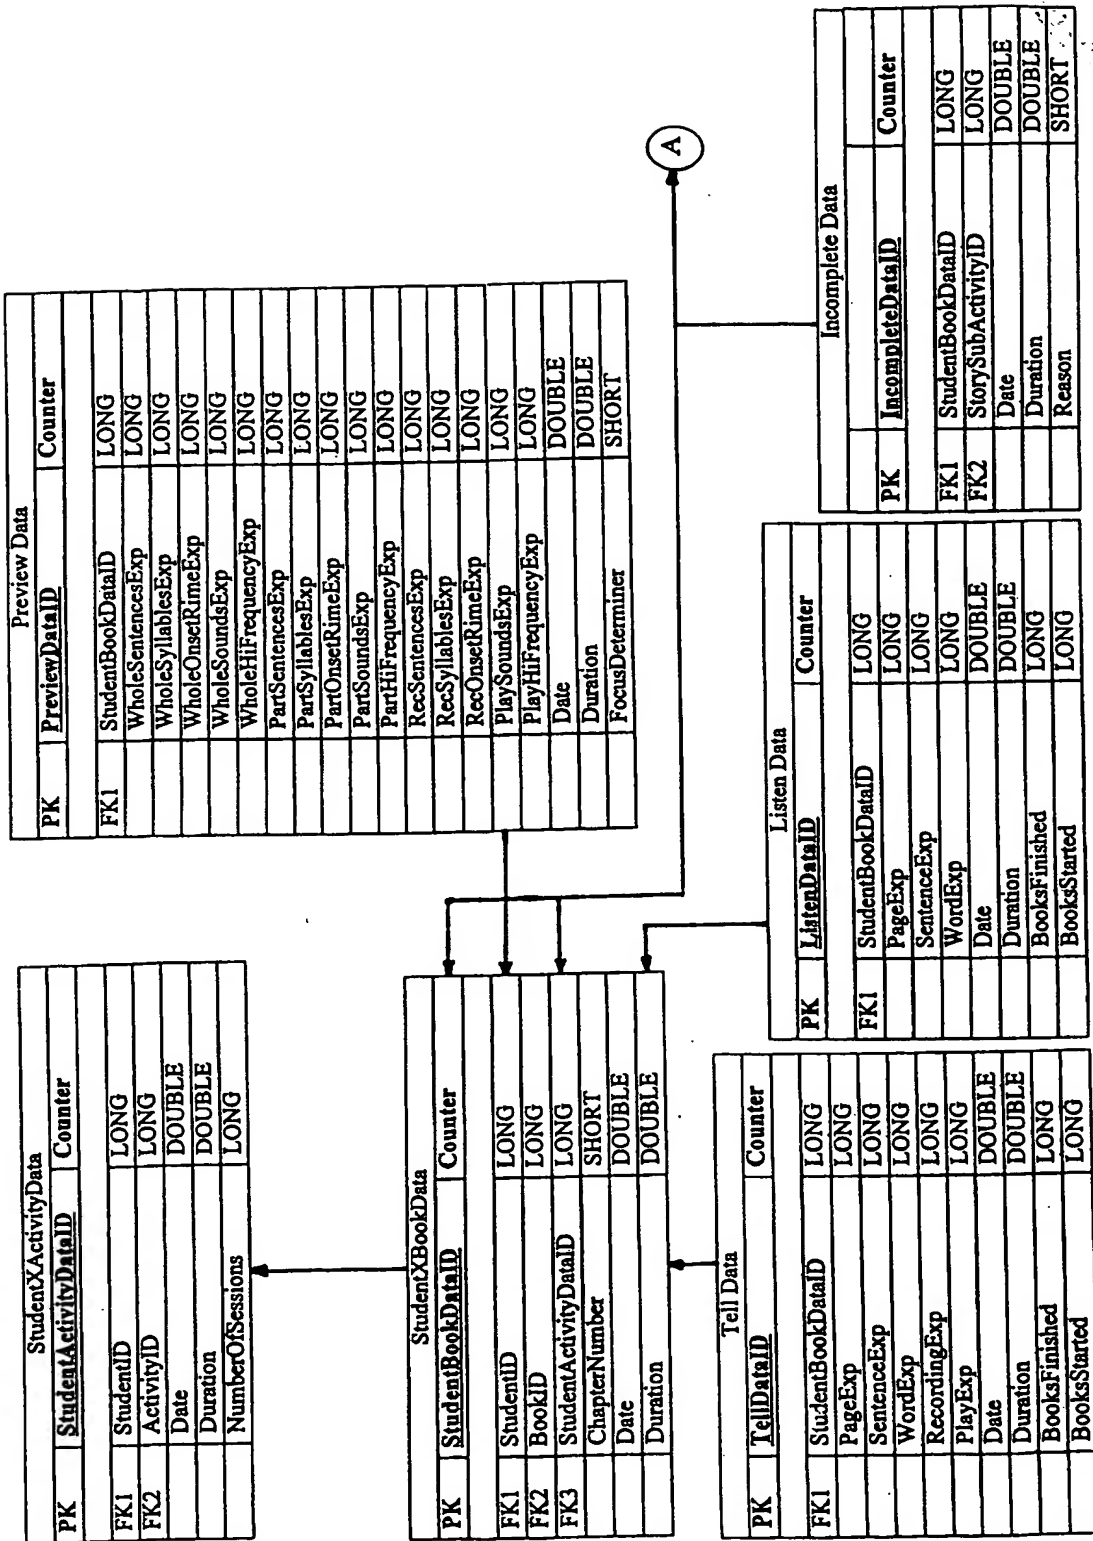 StudentXActivityData
PK StudentActivityDataID Counter
FK1 StudentID LONG
FK2 ActivityID LONG
Date DOUBLE
Duration DOUBLE
NumberOfSessions LONG
Preview Data
PK PreviewDataID Counter
FK1 StudentBookDataID LONG
WholeSentencesExp LONG
WholeSyllablesExp LONG
WholeOnsetRimeExp LONG
WholeSoundsExp LONG
WholeHiFrequencyExp LONG
PartSentencesExp LONG
PartSyllablesExp LONG
PartOnsetRimeExp LONG
PartSoundsExp LONG
PartHiFrequencyExp LONG
RecSentencesExp LONG
RecSyllablesExp LONG
RecOnsetRimeExp LONG
PlaySoundsExp LONG
PlayHiFrequencyExp LONG
Date DOUBLE
Duration DOUBLE
FocusDeterminer SHORT
StudentXBookData
PK StudentBookDataID Counter
FK1 StudentID LONG
FK2 BookID LONG
FK3 StudentActivityDataID LONG
ChapterNumber SHORT
Date DOUBLE
Duration DOUBLE
A
Tell Data
PK TellDataID Counter
FK1 StudentBookDataID LONG
PageExp LONG
SentenceExp LONG
WordExp LONG
RecordingExp LONG
PlayExp LONG
Date DOUBLE
Duration DOUBLE
BooksFinished LONG
BooksStarted LONG
Listen Data
PK ListenDataID Counter
FK1 StudentBookDataID LONG
PageExp LONG
SentenceExp LONG
WordExp LONG
Date DOUBLE
Duration DOUBLE
BooksFinished LONG
BooksStarted LONG
Incomplete Data
PK IncompleteDataID Counter
FK1 StudentBookDataID LONG
FK2 StorySubActivityID LONG
Date DOUBLE
Duration DOUBLE
Reason SHORT